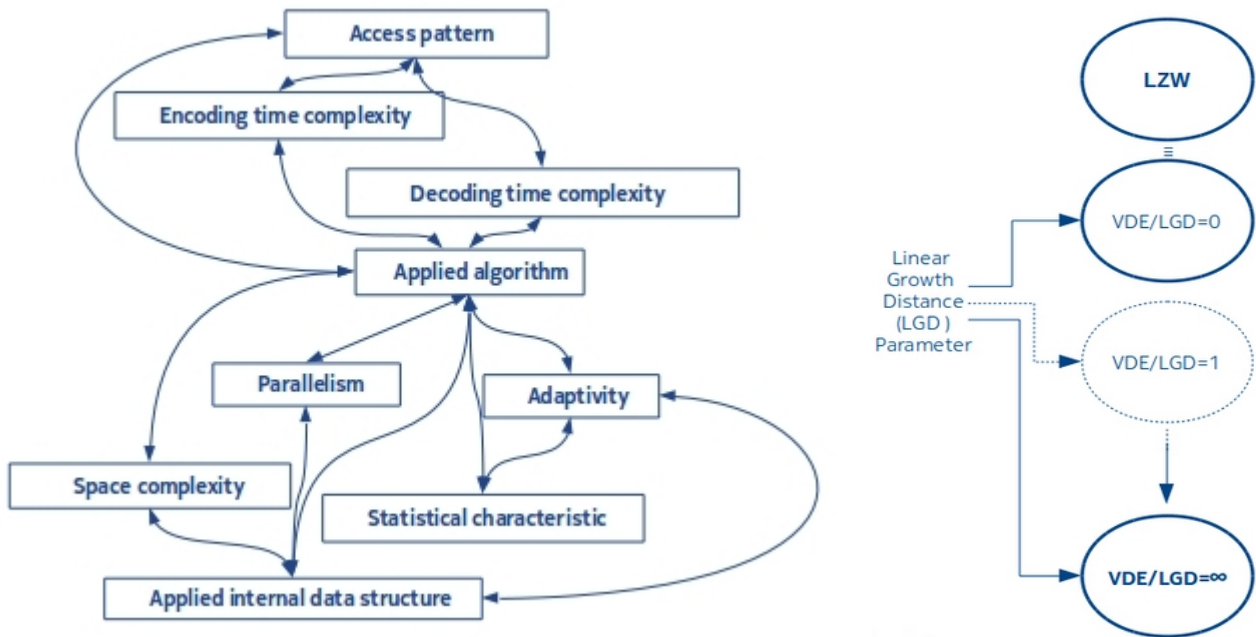 Access pattern
Encoding time complexity
Decoding time complexity
Applied algorithm
Parallelism
Adaptivity
Space complexity
Statistical characteristic
Applied internal data structure
LZW
≡
VDE/LGD=0
Linear
Growth
Distance
(LGD )
Parameter
VDE/LGD=1
VDE/LGD=∞